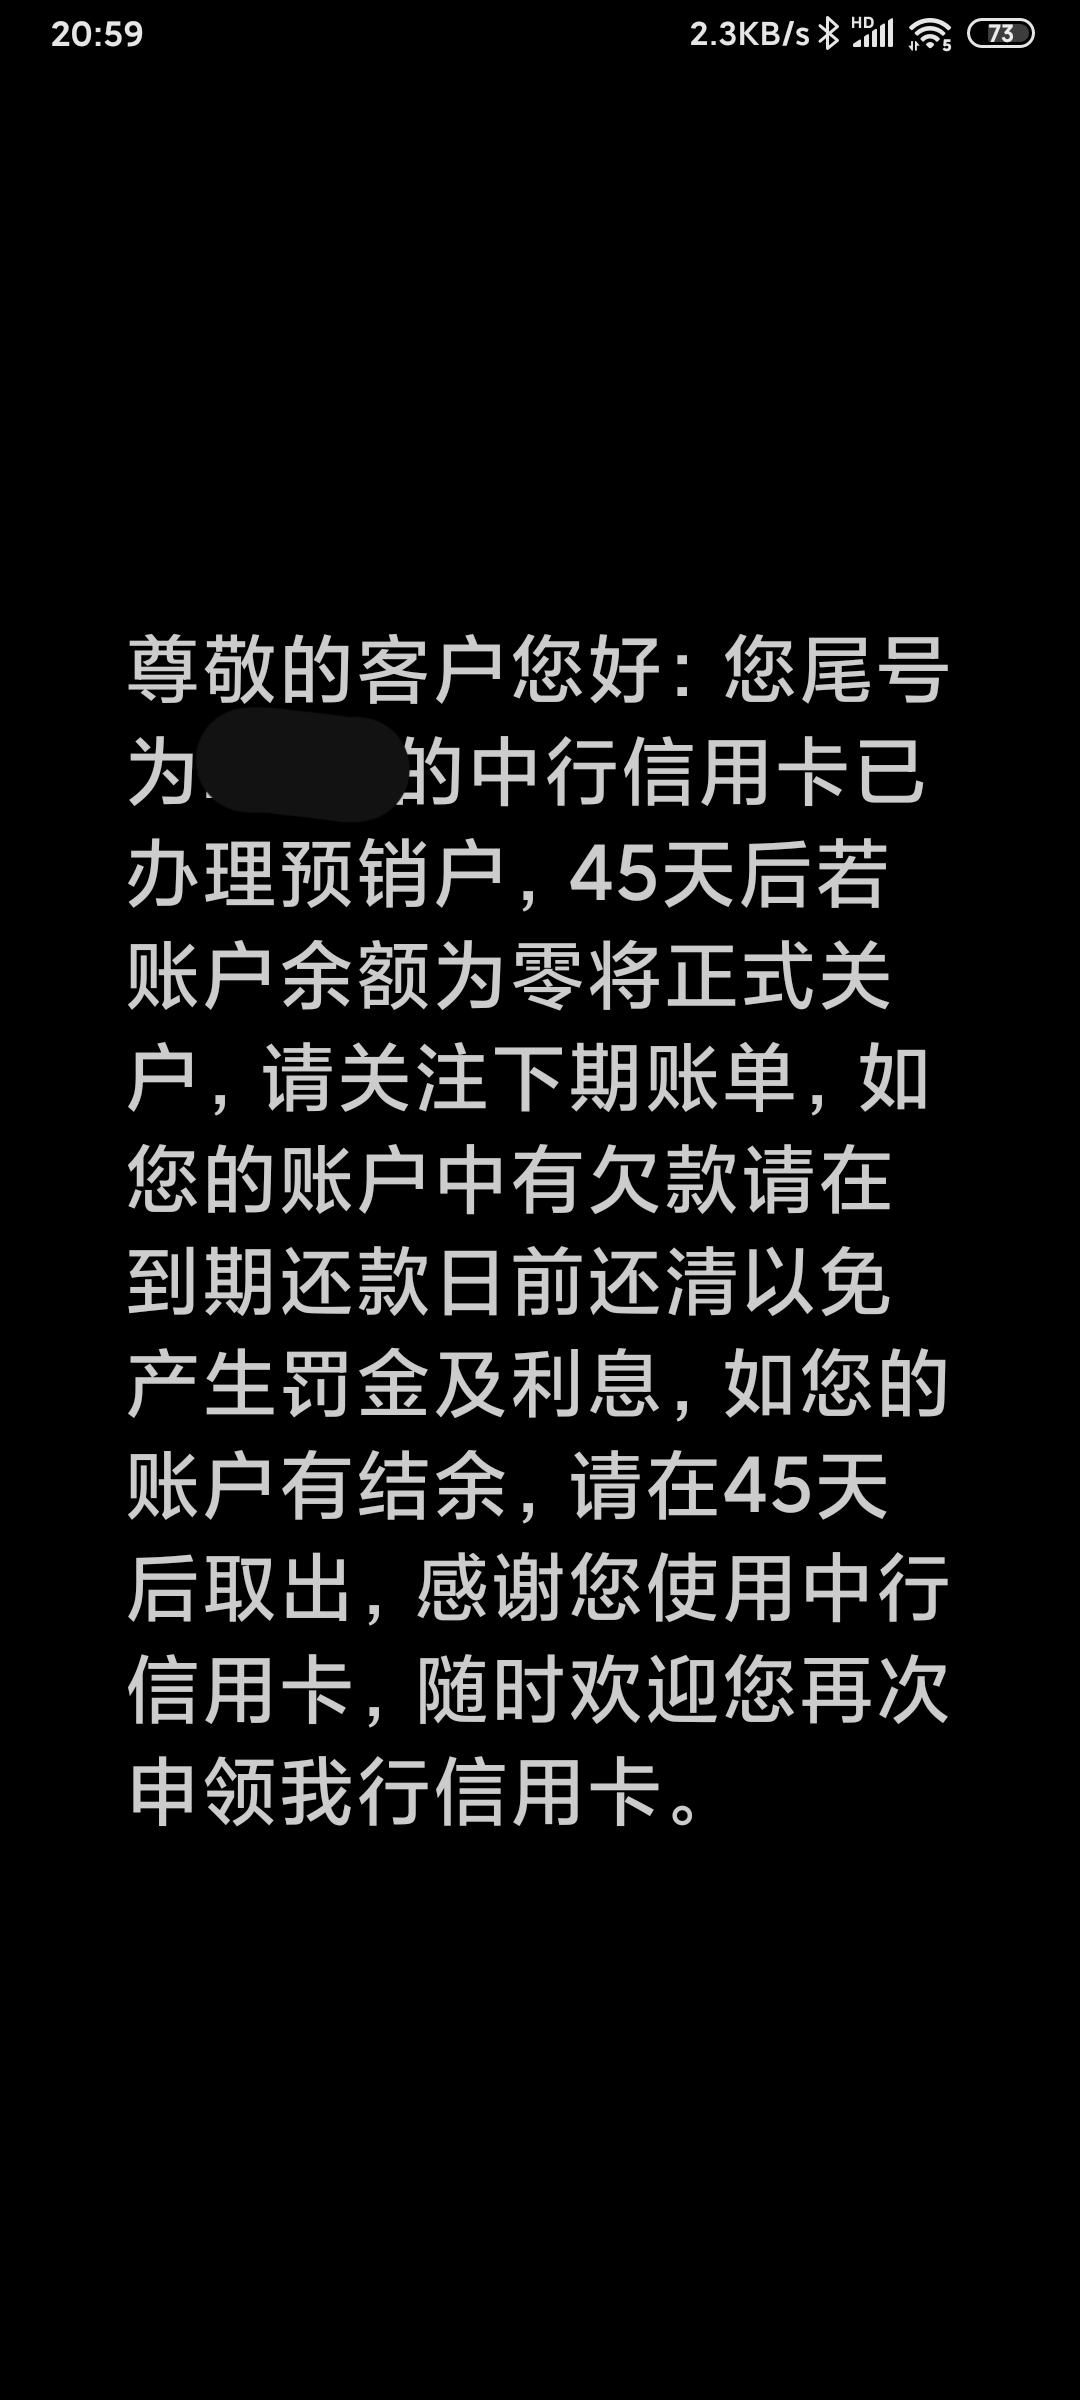 20:59 2.3KB/s HD 5 73
尊敬的客户您好：您尾号
为 的中行信用卡已
办理预销户，45天后若
账户余额为零将正式关
户，请关注下期账单，如
您的账户中有欠款请在
到期还款日前还清以免
产生罚金及利息，如您的
账户有结余，请在45天
后取出，感谢您使用中行
信用卡，随时欢迎您再次
申领我行信用卡。